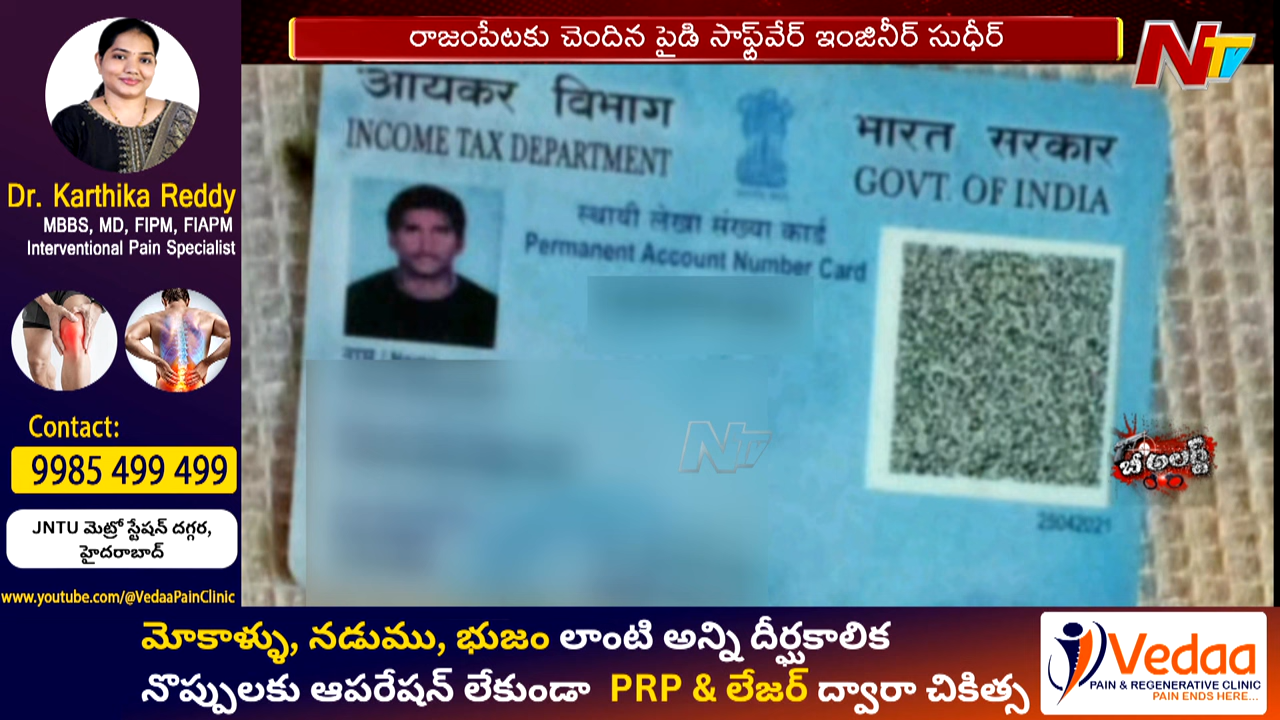 రాజంపేటకు చెందిన పైడి సాఫ్ట్‌వేర్ ఇంజినీర్ సుధీర్
NTV
आयकर विभाग
INCOME TAX DEPARTMENT
भारत सरकार
GOVT. OF INDIA
स्थायी लेखा संख्या कार्ड
Permanent Account Number Card
25042021
NTV
Dr. Karthika Reddy
MBBS, MD, FIPM, FIAPM
Interventional Pain Specialist
Contact:
9985 499 499
JNTU మెట్రో స్టేషన్ దగ్గర,
హైదరాబాద్
www.youtube.com/@VedaaPainClinic
మోకాళ్ళు, నడుము, భుజం లాంటి అన్ని దీర్ఘకాలిక
నొప్పులకు ఆపరేషన్ లేకుండా PRP & లేజర్ ద్వారా చికిత్స
Vedaa
PAIN & REGENERATIVE CLINIC
PAIN ENDS HERE...